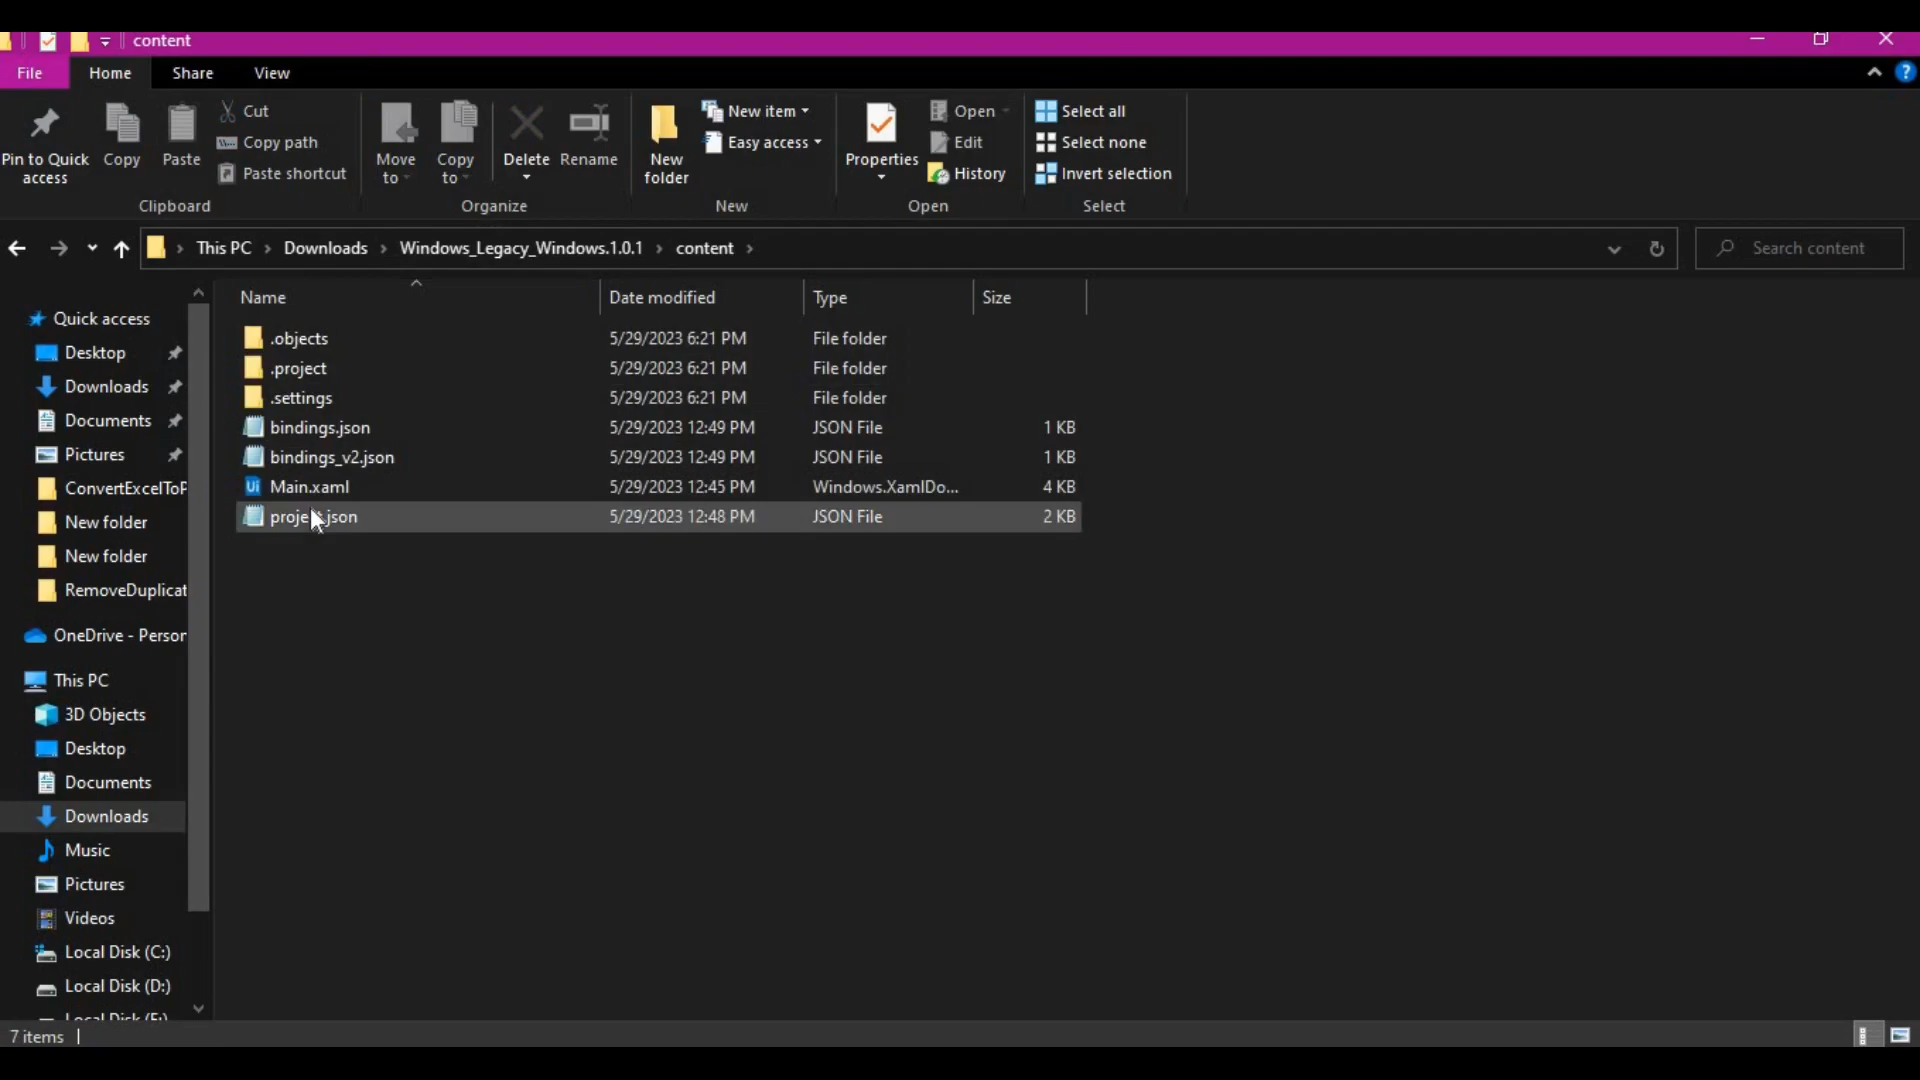 content
File
Home
Share
View
Pin to Quick access
Copy
Paste
Cut
Copy path
Paste shortcut
Clipboard
Move to
Copy to
Delete
Rename
Organize
New folder
New item
Easy access
New
Properties
Open
Edit
History
Open
Select all
Select none
Invert selection
Select
This PC > Downloads > Windows_Legacy_Windows.1.0.1 > content >
Search content
Name Date modified Type Size
.objects 5/29/2023 6:21 PM File folder
.project 5/29/2023 6:21 PM File folder
.settings 5/29/2023 6:21 PM File folder
bindings.json 5/29/2023 12:49 PM JSON File 1 KB
bindings_v2.json 5/29/2023 12:49 PM JSON File 1 KB
Ui Main.xaml 5/29/2023 12:45 PM Windows.XamlDo... 4 KB
project.json 5/29/2023 12:48 PM JSON File 2 KB
Quick access
Desktop
Downloads
Documents
Pictures
ConvertExcelToP
New folder
New folder
RemoveDuplicat
OneDrive - Person
This PC
3D Objects
Desktop
Documents
Downloads
Music
Pictures
Videos
Local Disk (C:)
Local Disk (D:)
7 items